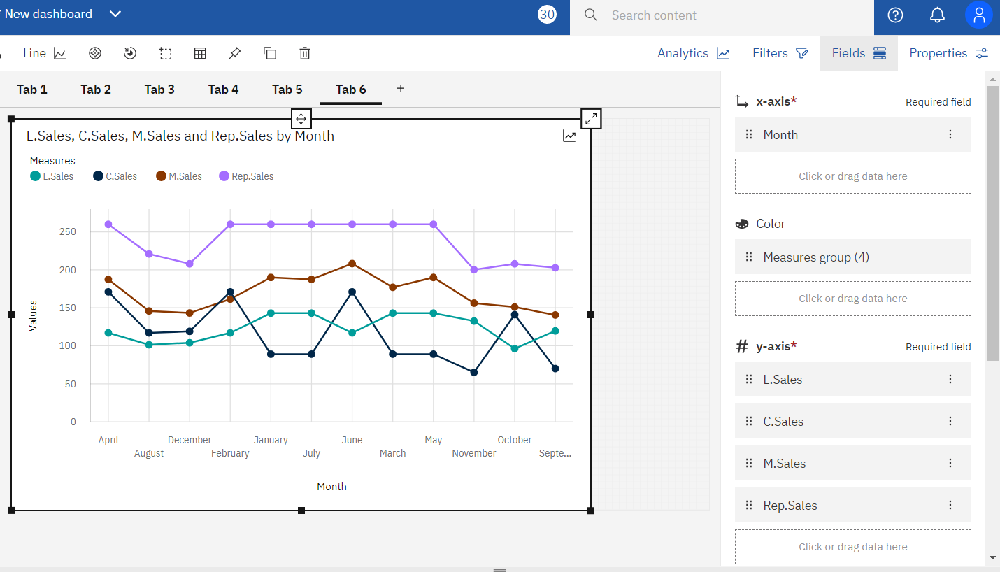 New dashboard
30
Search content
Line
Analytics
Filters
Fields
Properties
Tab 1
Tab 2
Tab 3
Tab 4
Tab 5
Tab 6
+
L.Sales, C.Sales, M.Sales and Rep.Sales by Month
Measures
L.Sales C.Sales M.Sales Rep.Sales
250
200
150
100
50
0
Values
April December January June May October
August February July March November Septe...
Month
x-axis* Required field
Month
Click or drag data here
Color
Measures group (4)
Click or drag data here
# y-axis* Required field
L.Sales
C.Sales
M.Sales
Rep.Sales
Click or drag data here